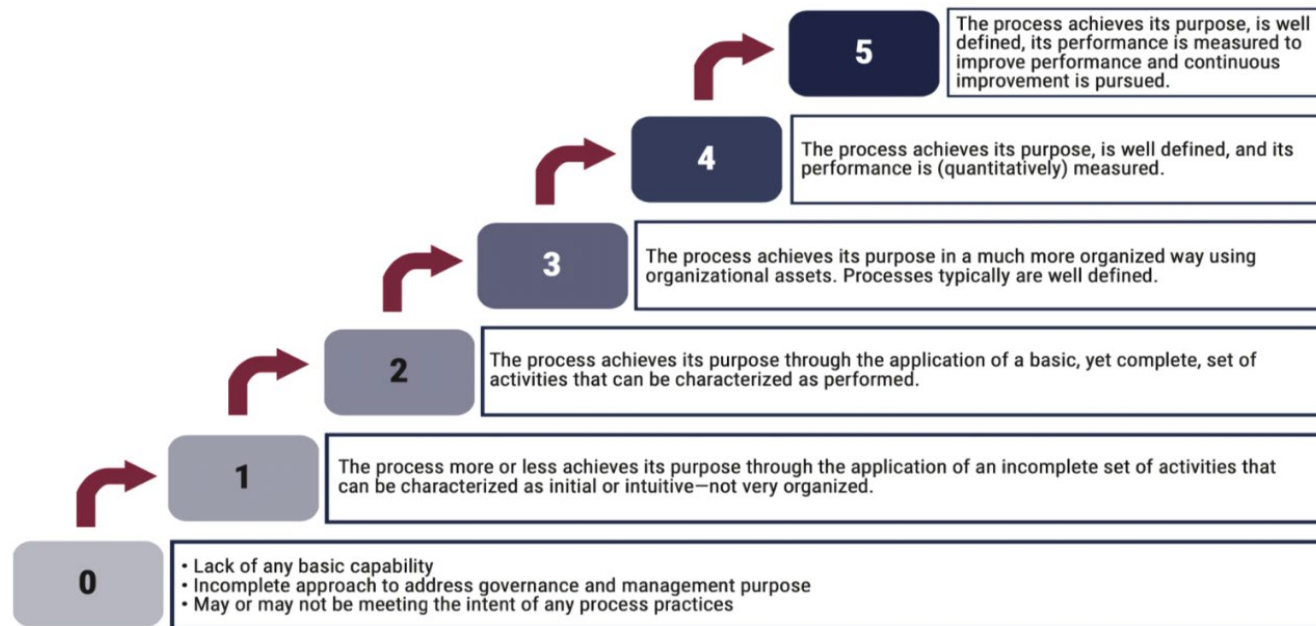 5
The process achieves its purpose, is well
defined, its performance is measured to
improve performance and continuous
improvement is pursued.
4
The process achieves its purpose, is well defined, and its
performance is (quantitatively) measured.
3
The process achieves its purpose in a much more organized way using
organizational assets. Processes typically are well defined.
2
The process achieves its purpose through the application of a basic, yet complete, set of
activities that can be characterized as performed.
1
The process more or less achieves its purpose through the application of an incomplete set of activities that
can be characterized as initial or intuitive—not very organized.
0
• Lack of any basic capability
• Incomplete approach to address governance and management purpose
• May or may not be meeting the intent of any process practices